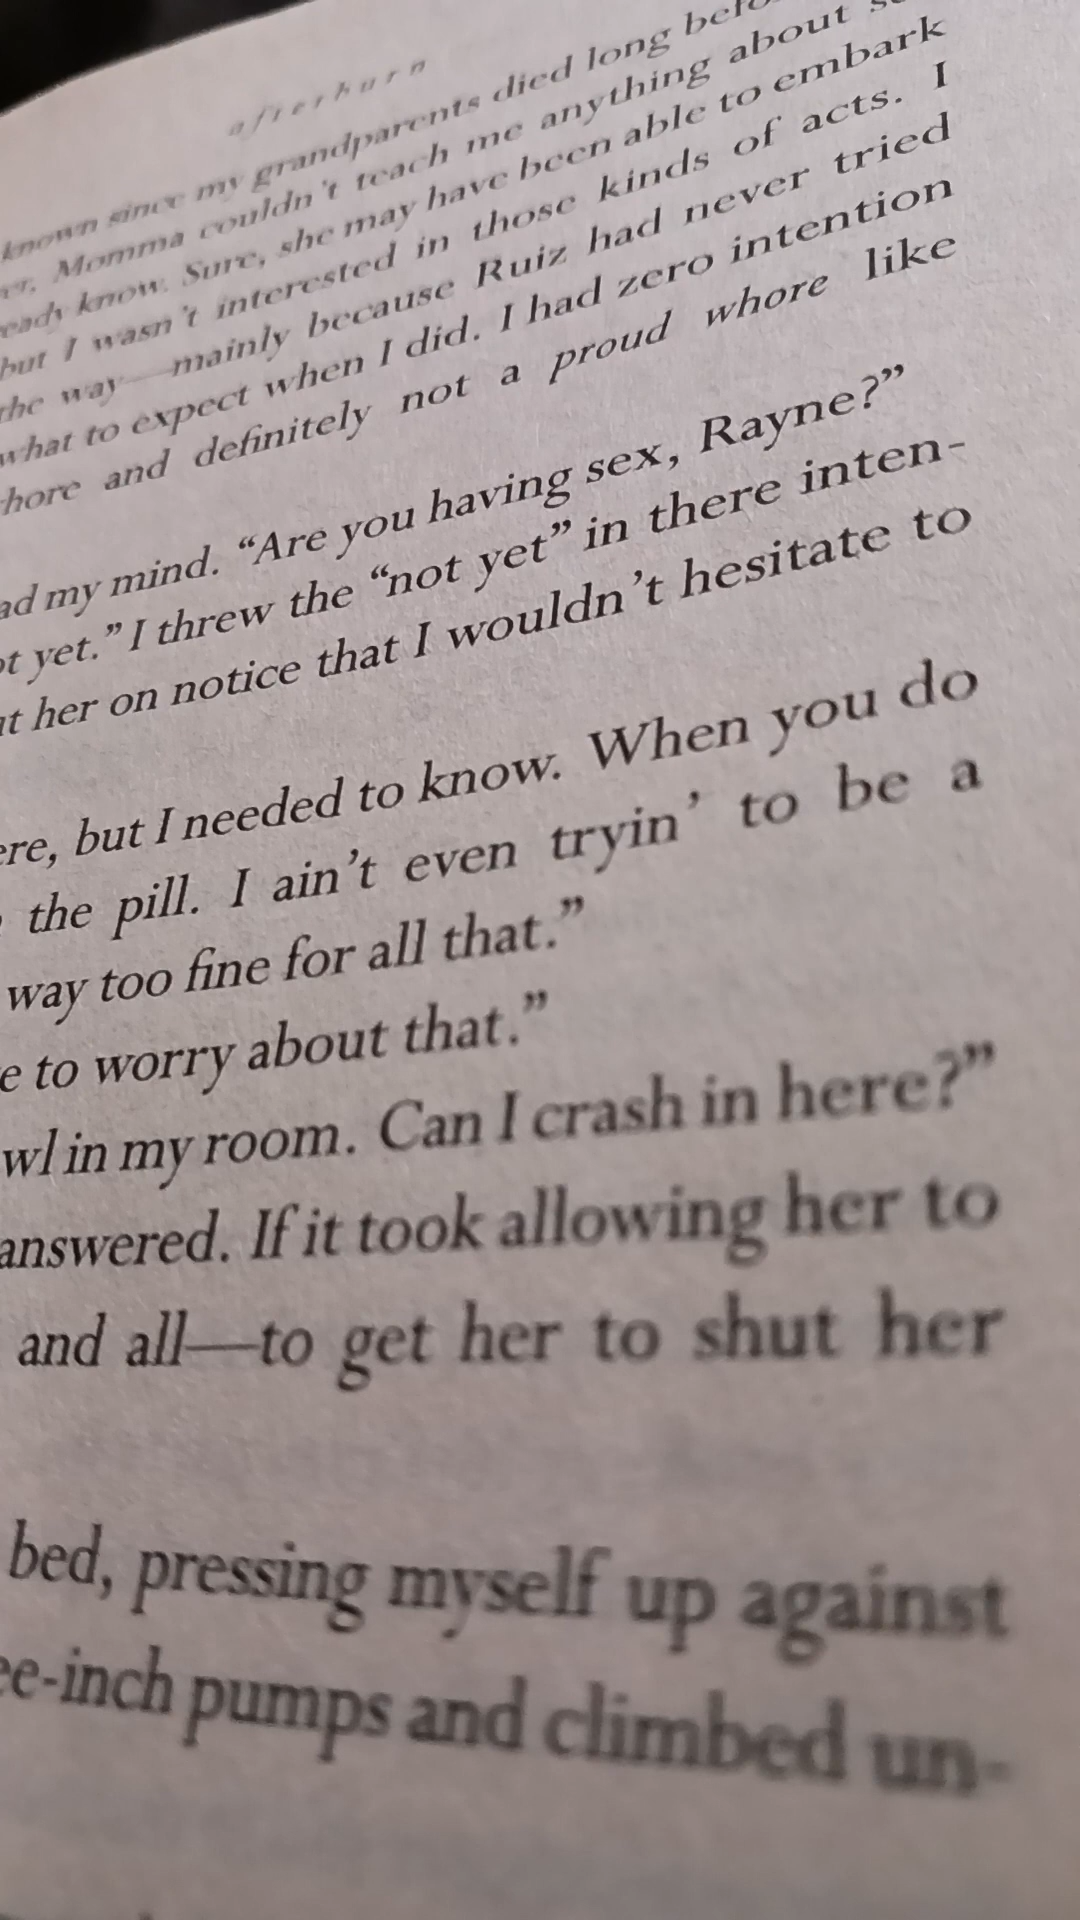 afterburn
known since my grandparents died long
Momma couldn't teach me anything about
know. Sure, she may have been able to embark
but I wasn't interested in those kinds of acts. I
the way—mainly because Ruiz had never tried
what to expect when I did. I had zero intention
and definitely not a proud whore like
my mind. “Are you having sex, Rayne?”
yet.” I threw the “not yet” in there inten-
her on notice that I wouldn't hesitate to
but I needed to know. When you do
the pill. I ain't even tryin' to be a
way too fine for all that.”
to worry about that.”
in my room. Can I crash in here?”
answered. If it took allowing her to
and all—to get her to shut her
bed, pressing myself up against
-inch pumps and climbed un-